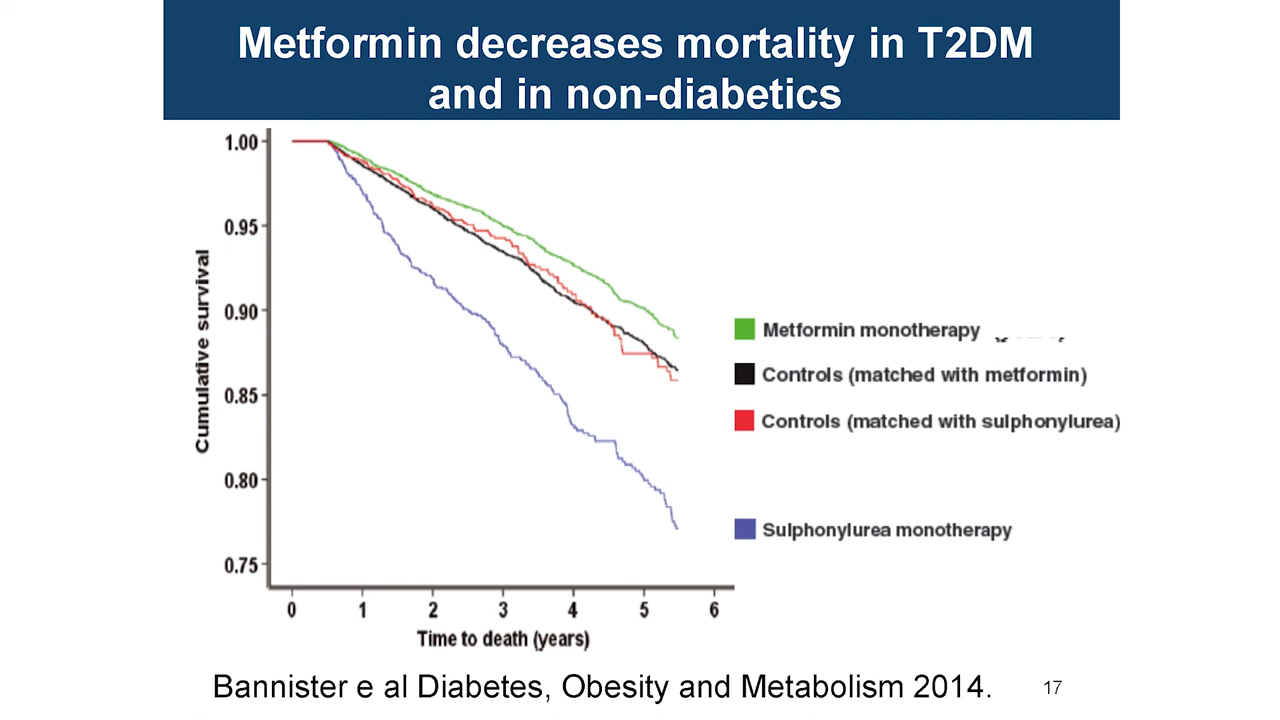 Metformin decreases mortality in T2DM
and in non-diabetics
1.00
0.95
0.90
0.85
0.80
0.75
Cumulative survival
0 1 2 3 4 5 6
Time to death (years)
Metformin monotherapy
Controls (matched with metformin)
Controls (matched with sulphonylurea)
Sulphonylurea monotherapy
Bannister e al Diabetes, Obesity and Metabolism 2014.
17